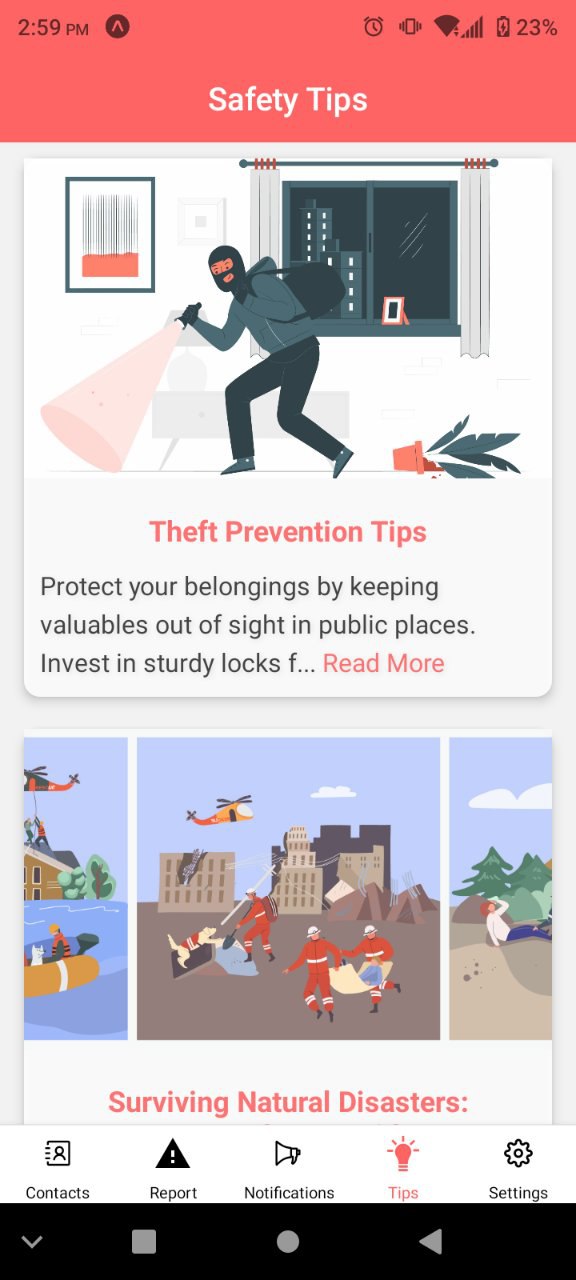 2:59 PM
23%
Safety Tips
Theft Prevention Tips
Protect your belongings by keeping
valuables out of sight in public places.
Invest in sturdy locks f... Read More
Surviving Natural Disasters:
Contacts
Report
Notifications
Tips
Settings